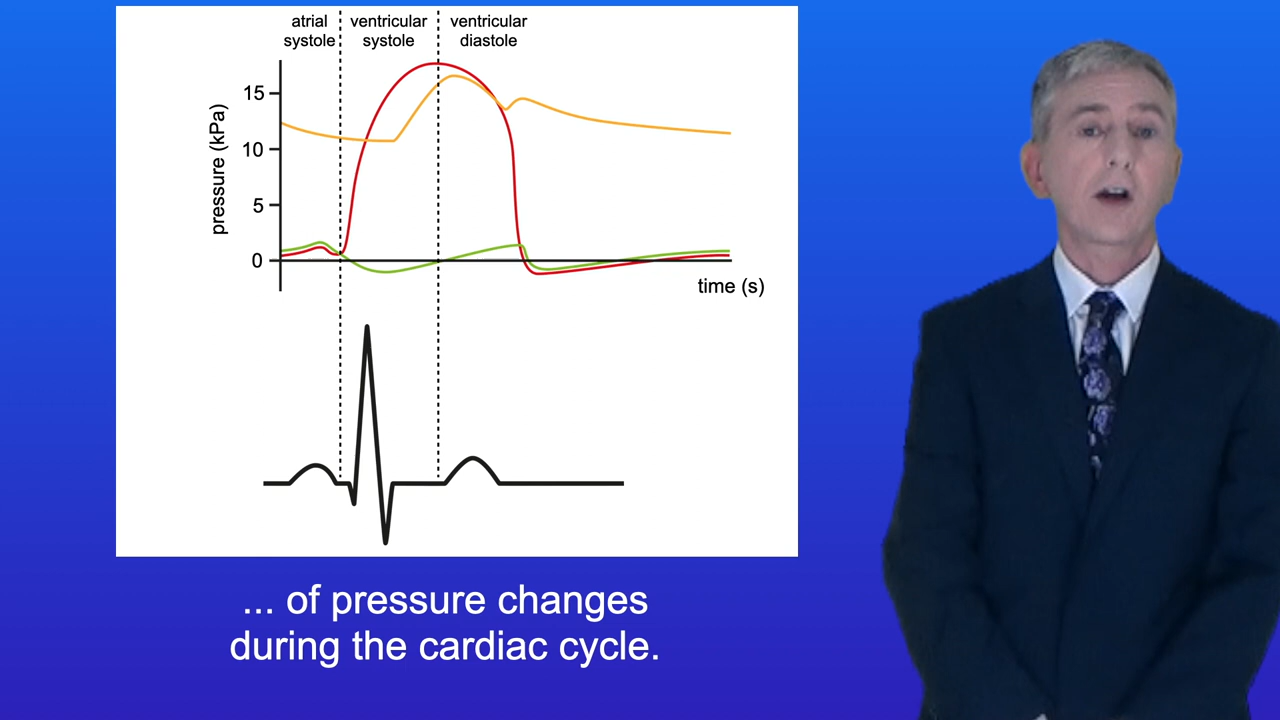 atrial
systole
ventricular
systole
ventricular
diastole
pressure (kPa)
15
10
5
0
time (s)
... of pressure changes
during the cardiac cycle.